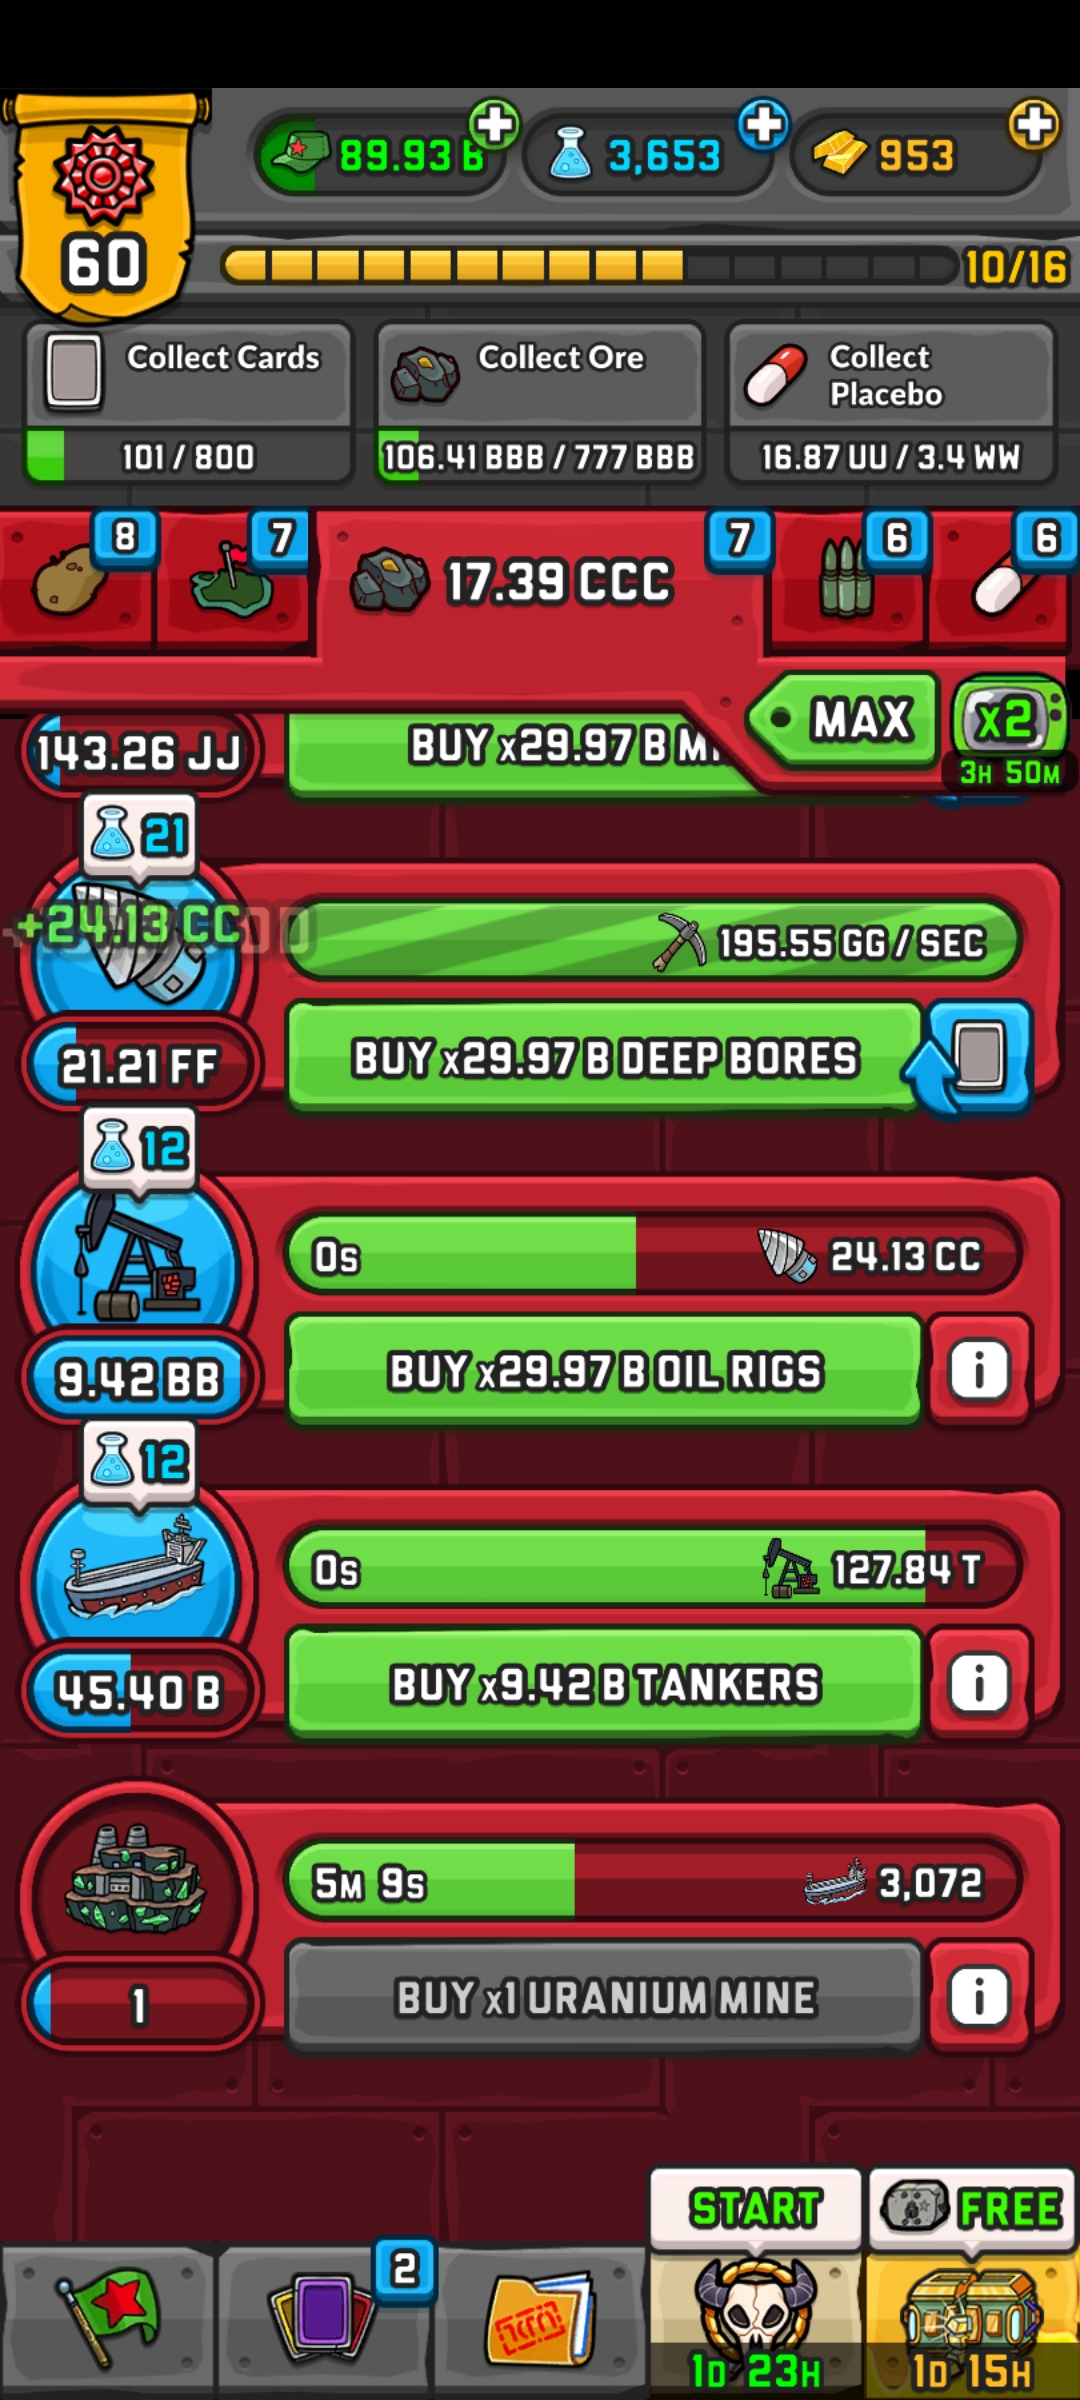 60
89.93 B
3,653
953
10/16
Collect Cards
101 / 800
Collect Ore
106.41 BBB / 777 BBB
Collect
Placebo
16.87 UU / 3.4 WW
8
7
17.39 CCC
7
6
6
MAX
x2
3H 50M
143.26 JJ
BUY x29.97 B
21
+24.13 CC
195.55 GG / SEC
21.21 FF
BUY x29.97 B DEEP BORES
12
0s
24.13 CC
9.42 BB
BUY x29.97 B OIL RIGS
12
0s
127.84 T
45.40 B
BUY x9.42 B TANKERS
5M 9s
3,072
1
BUY x1 URANIUM MINE
START
FREE
2
1D 23H
1D 15H